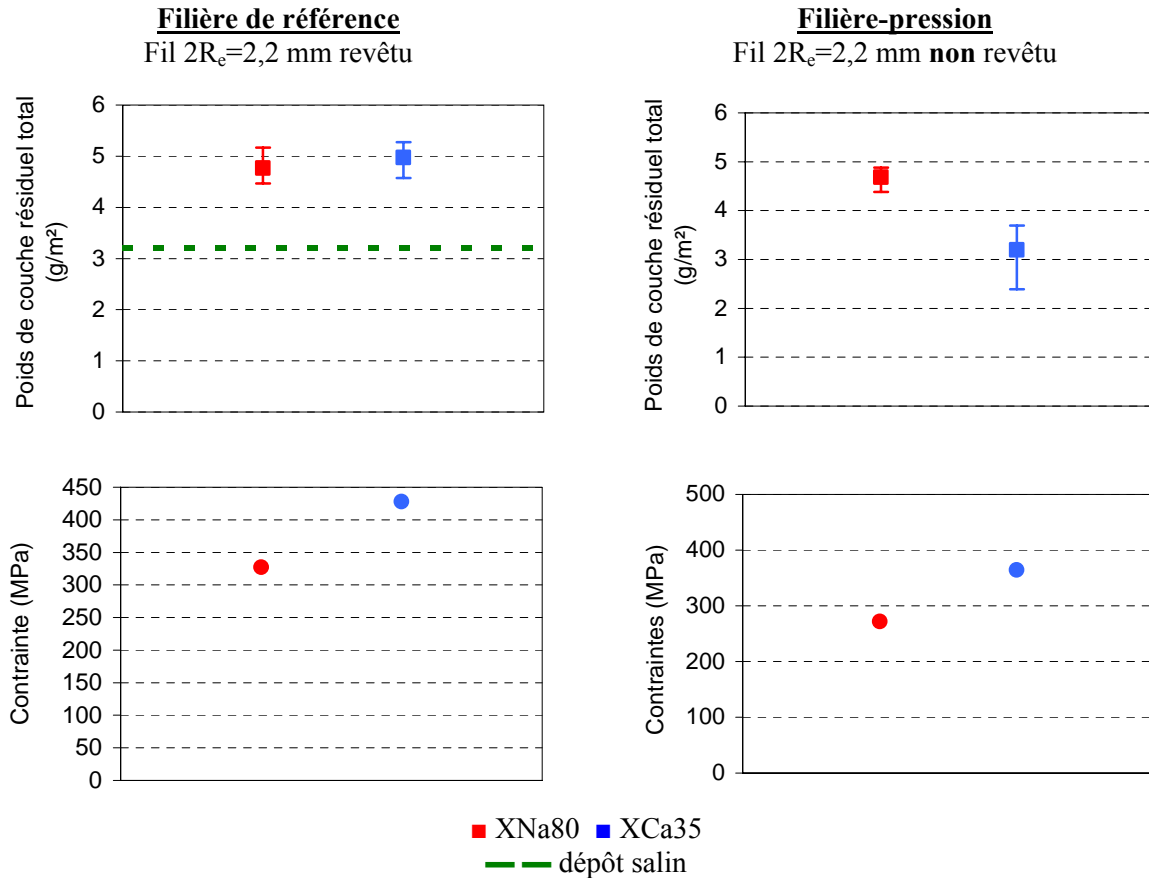 Filière de référence
Fil 2Re=2,2 mm revêtu
Filière-pression
Fil 2Re=2,2 mm non revêtu
Poids de couche résiduel total
(g/m²)
6
5
4
3
2
1
0
Poids de couche résiduel total
(g/m²)
6
5
4
3
2
1
0
Contrainte (MPa)
450
400
350
300
250
200
150
100
50
0
Contraintes (MPa)
500
400
300
200
100
0
XNa80 XCa35
dépôt salin